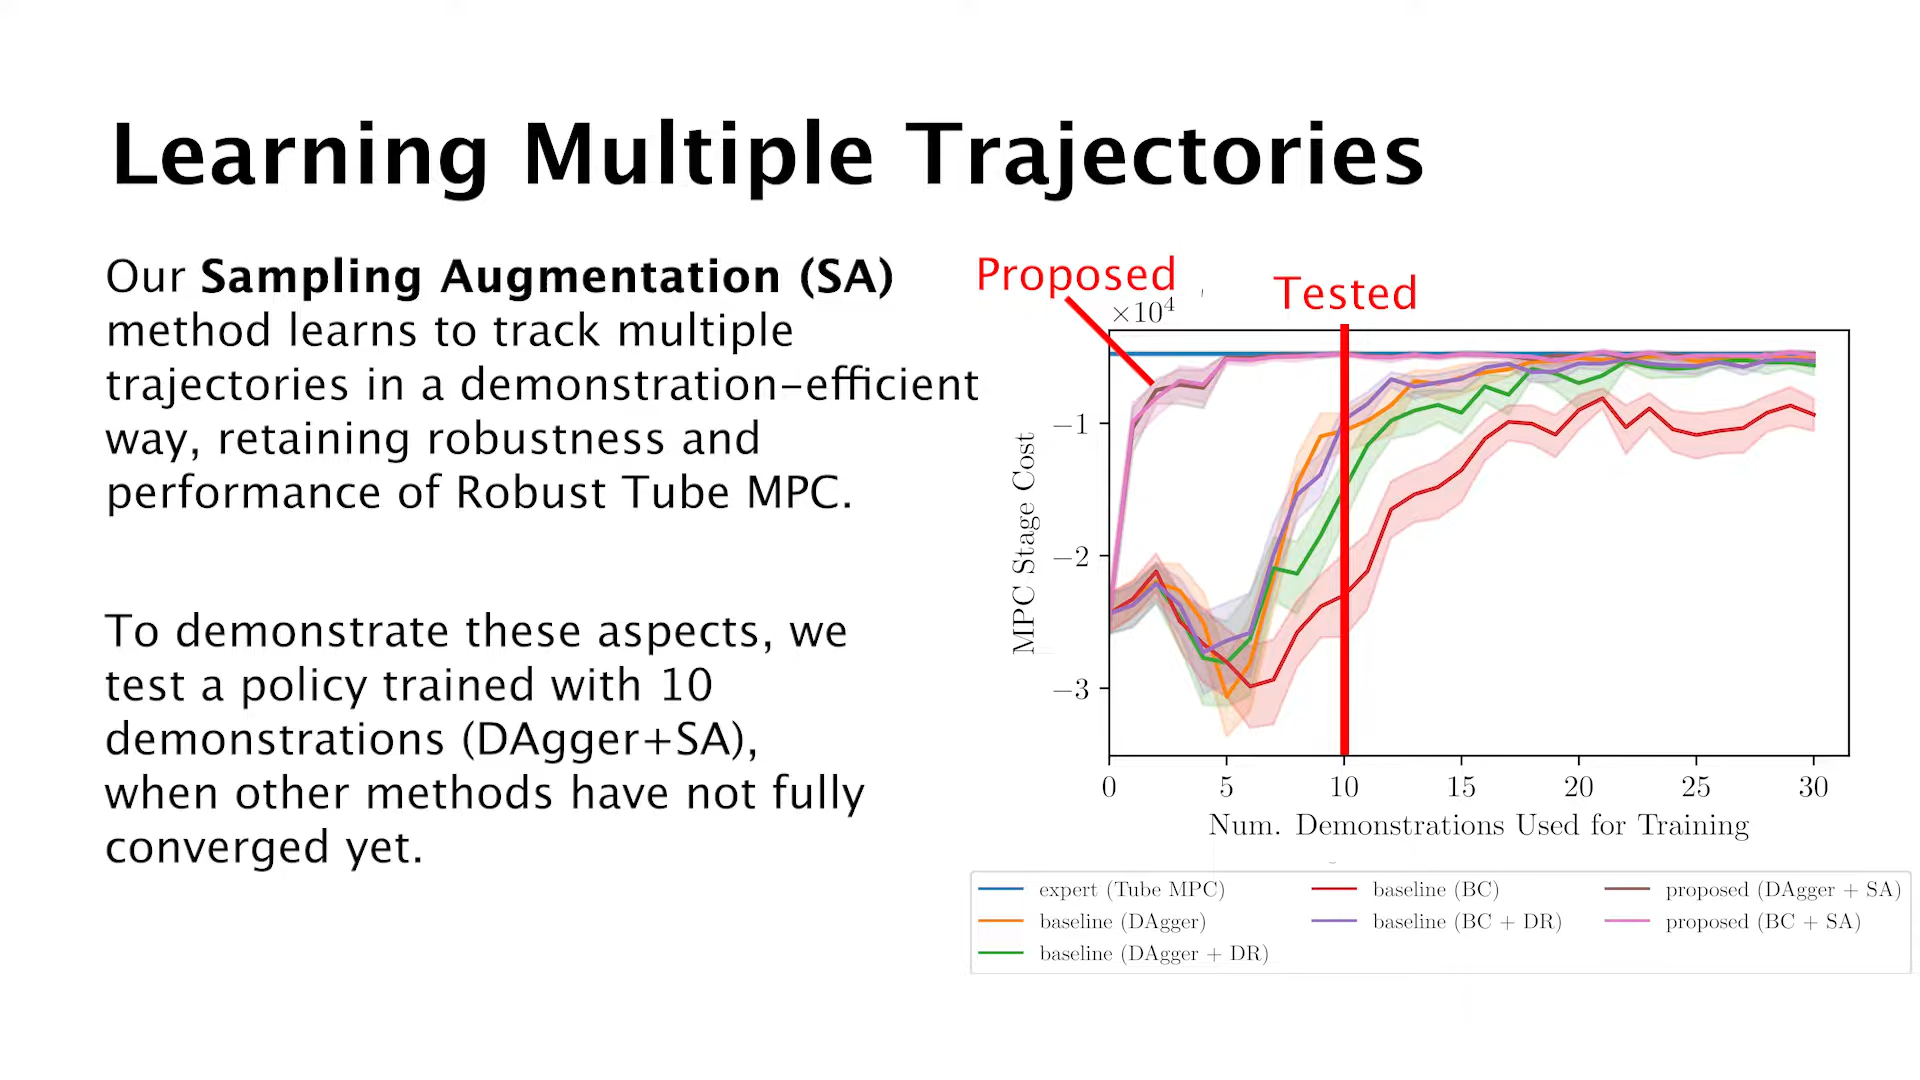 Learning Multiple Trajectories
Our Sampling Augmentation (SA)
method learns to track multiple
trajectories in a demonstration-efficient
way, retaining robustness and
performance of Robust Tube MPC.
To demonstrate these aspects, we
test a policy trained with 10
demonstrations (DAgger+SA),
when other methods have not fully
converged yet.
Proposed
Tested
×10⁴
−1
−2
−3
MPC Stage Cost
0 5 10 15 20 25 30
Num. Demonstrations Used for Training
expert (Tube MPC)
baseline (DAgger)
baseline (DAgger + DR)
baseline (BC)
baseline (BC + DR)
proposed (DAgger + SA)
proposed (BC + SA)